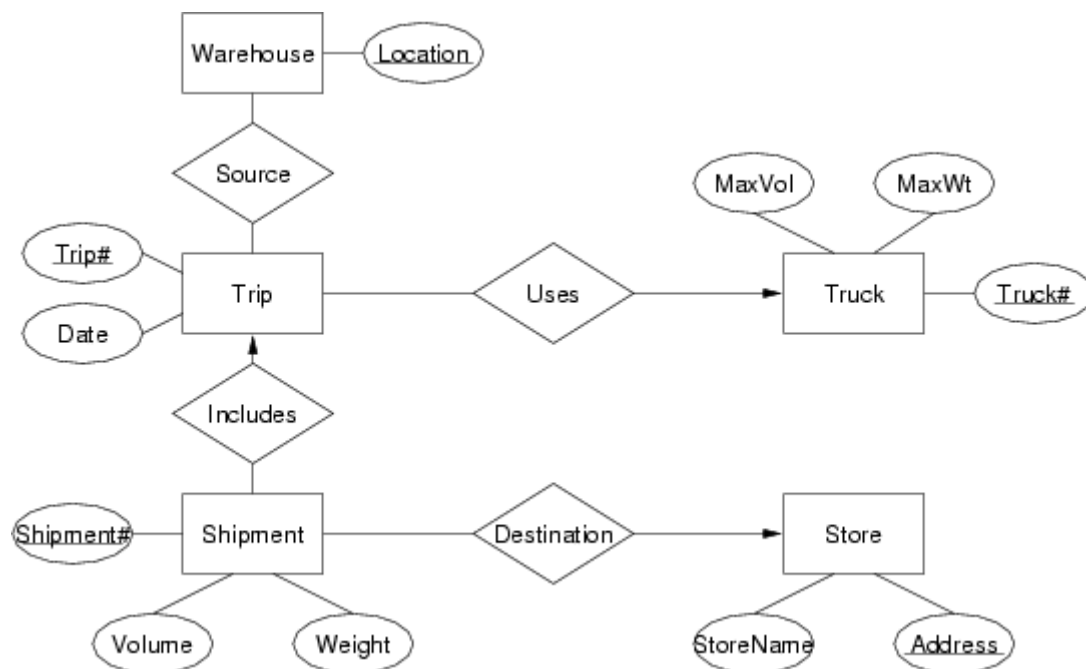 Warehouse
Location
Source
MaxVol
MaxWt
Trip#
Trip
Uses
Truck
Truck#
Date
Includes
Shipment#
Shipment
Destination
Store
Volume
Weight
StoreName
Address